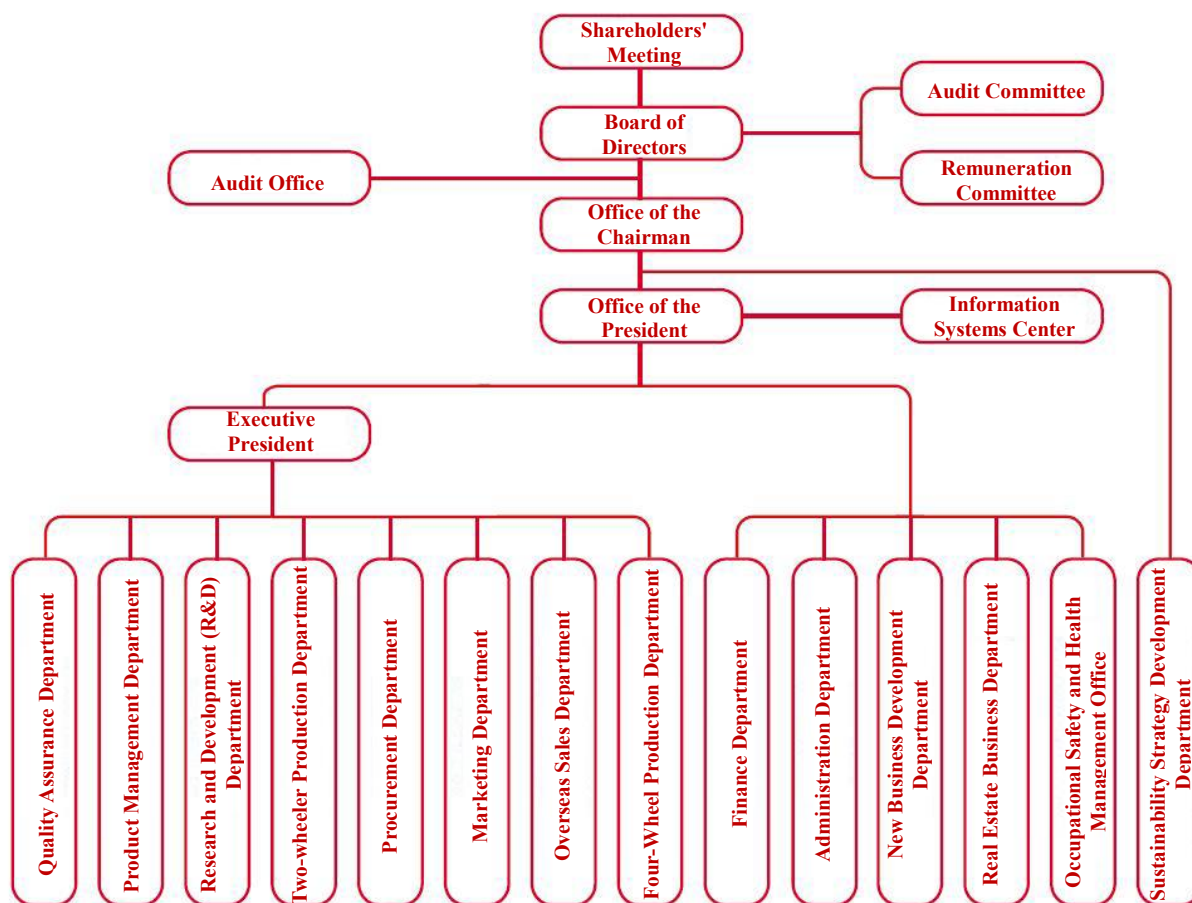 Shareholders'
Meeting
Audit Committee
Board of
Directors
Audit Office
Remuneration
Committee
Office of the
Chairman
Office of the
President
Information
Systems Center
Executive
President
Quality Assurance Department
Product Management Department
Research and Development (R&D)
Department
Two-wheeler Production Department
Procurement Department
Marketing Department
Overseas Sales Department
Four-Wheel Production Department
Finance Department
Administration Department
New Business Development
Department
Real Estate Business Department
Occupational Safety and Health
Management Office
Sustainability Strategy Development
Department